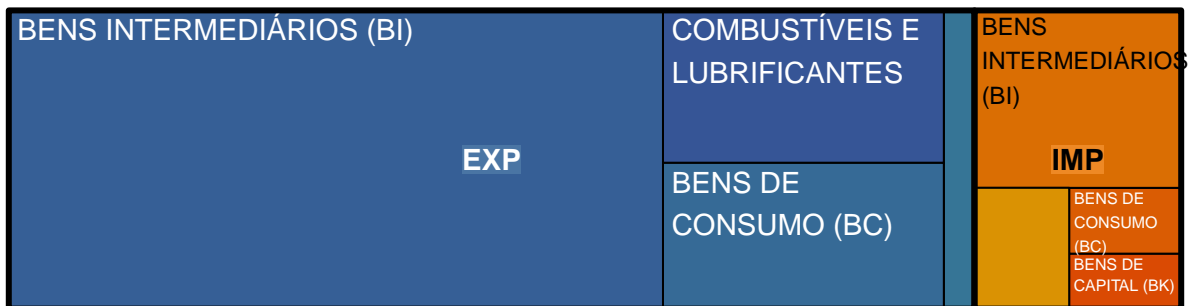 BENS INTERMEDIÁRIOS (BI)
EXP
COMBUSTÍVEIS E
LUBRIFICANTES
BENS DE
CONSUMO (BC)
BENS
INTERMEDIÁRIOS
(BI)
IMP
BENS DE
CONSUMO
(BC)
BENS DE
CAPITAL (BK)